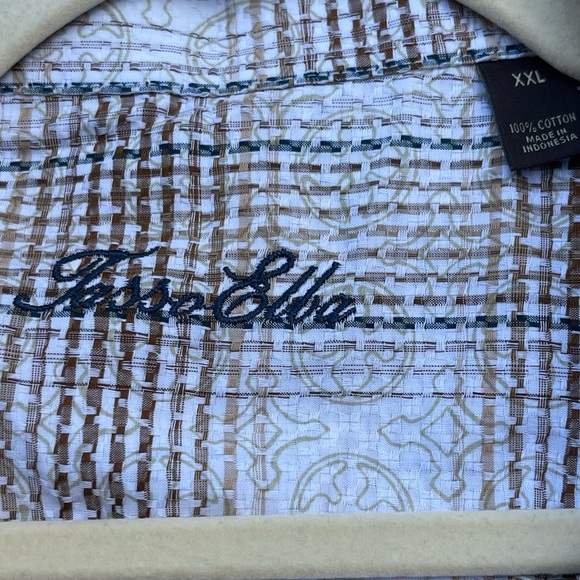 XXL
100% COTTON
MADE IN
INDONESIA
Tasso Elba